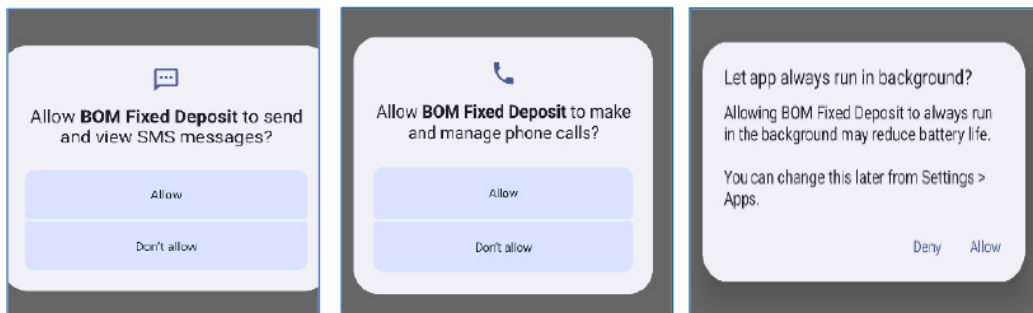 Allow BOM Fixed Deposit to send
and view SMS messages?
Allow
Don't allow
Allow BOM Fixed Deposit to make
and manage phone calls?
Allow
Don't allow
Let app always run in background?
Allowing BOM Fixed Deposit to always run
in the background may reduce battery life.
You can change this later from Settings >
Apps.
Deny Allow